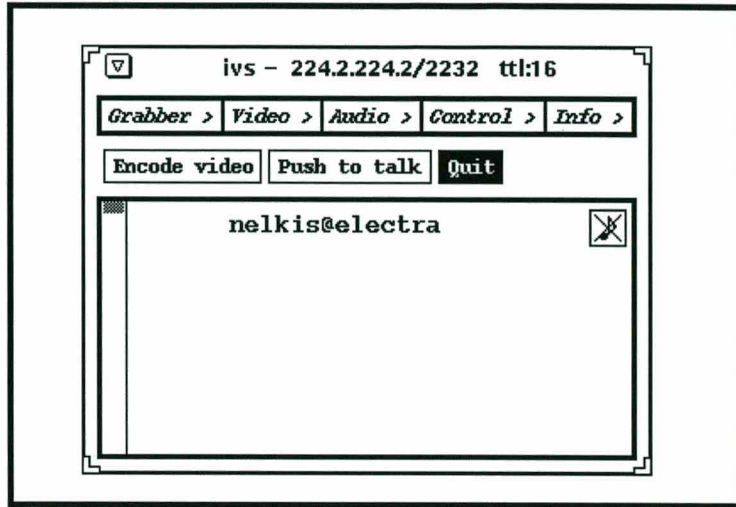 ivs – 224.2.224.2/2232 ttl:16
Grabber > Video > Audio > Control > Info >
Encode video Push to talk Quit
nelkis@electra